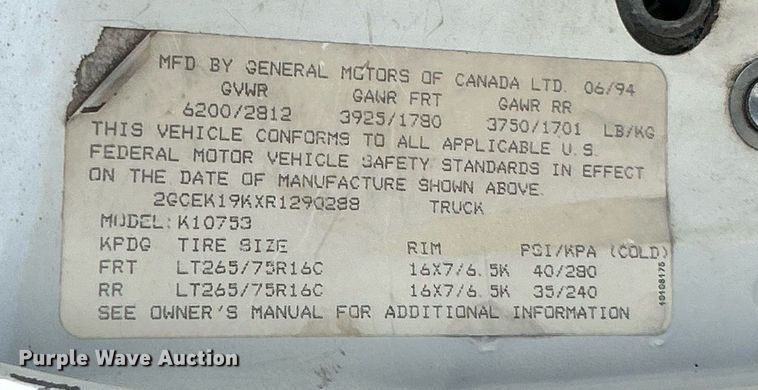 MFD BY GENERAL MOTORS OF CANADA LTD. 06/94
GVWR GAWR FRT GAWR RR
6200/2812 3925/1780 3750/1701 LB/KG
THIS VEHICLE CONFORMS TO ALL APPLICABLE U.S.
FEDERAL MOTOR VEHICLE SAFETY STANDARDS IN EFFECT
ON THE DATE OF MANUFACTURE SHOWN ABOVE.
2GCEK19KXR1290288 TRUCK
MODEL: K10753
KPDG TIRE SIZE RIM PSI/KPA (COLD)
FRT LT265/75R16C 16X7/6.5K 40/280
RR LT265/75R16C 16X7/6.5K 35/240
SEE OWNER'S MANUAL FOR ADDITIONAL INFORMATION
Purple Wave Auction